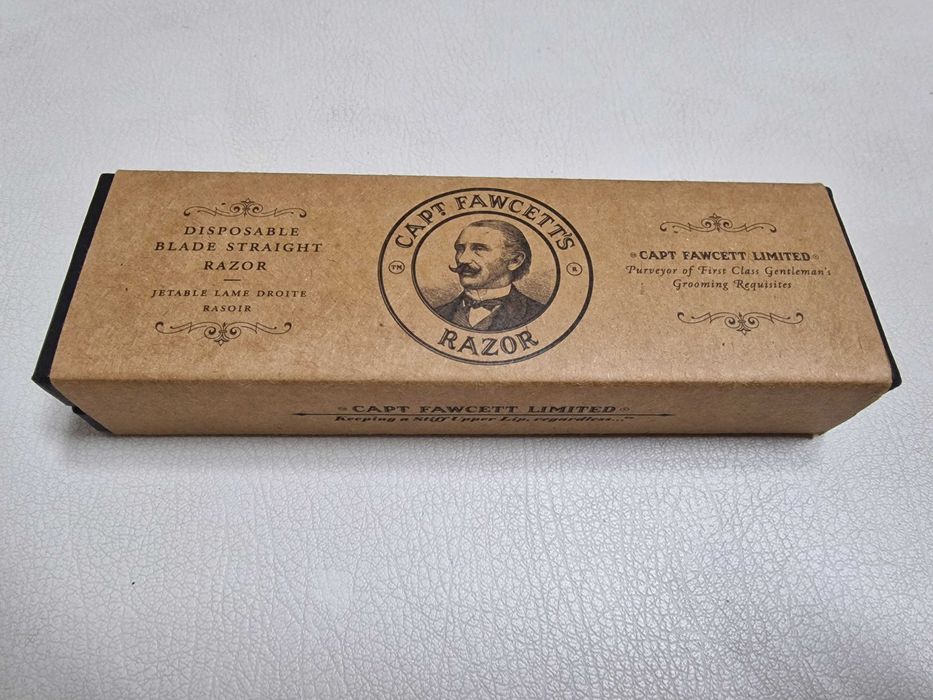 DISPOSABLE
BLADE STRAIGHT
RAZOR
JETABLE LAME DROITE
RASOIR
CAPT. FAWCETT'S
TM
R
RAZOR
® CAPT FAWCETT LIMITED ®
Purveyor of First Class Gentleman's
Grooming Requisites
® CAPT FAWCETT LIMITED ®
Keeping a Stiff Upper Lip, regardless...™